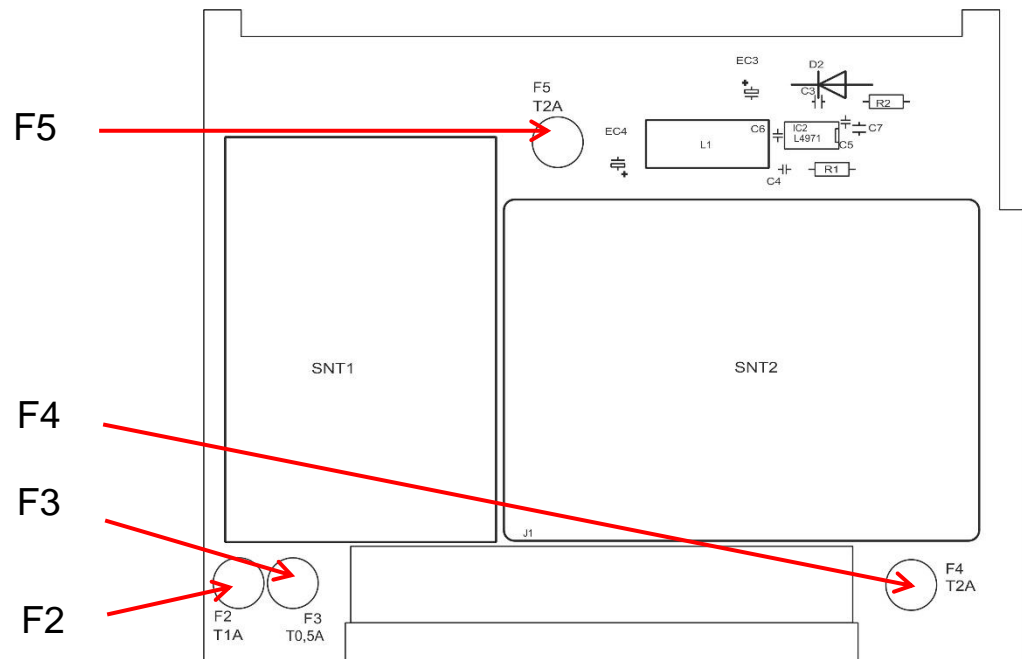 EC3
D2
F5
T2A
C3
R2
F5
EC4
L1
C6
IC2
L4971
C7
C5
C4
R1
SNT1
SNT2
F4
F3
J1
F4
T2A
F2
F2
T1A
F3
T0,5A